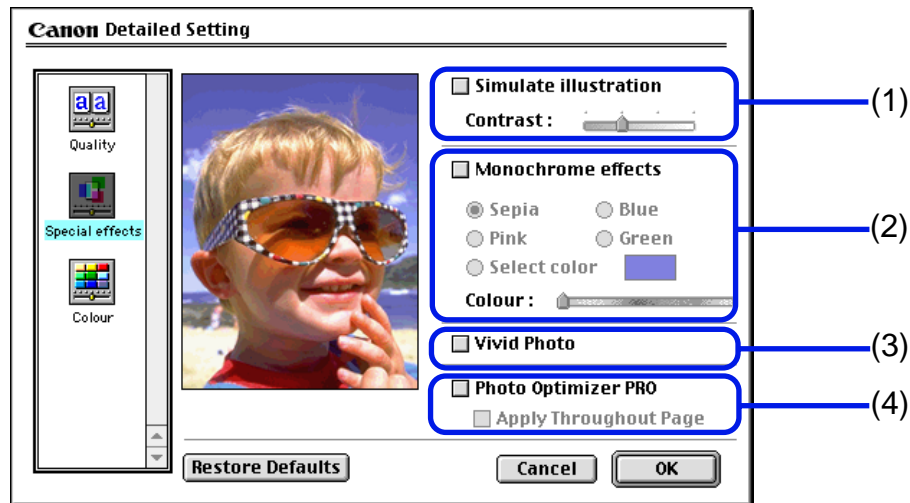 Canon Detailed Setting
Quality
Special effects
Colour
Simulate illustration
Contrast :
(1)
Monochrome effects
Sepia
Blue
Pink
Green
Select color
Colour :
(2)
Vivid Photo
(3)
Photo Optimizer PRO
Apply Throughout Page
(4)
Restore Defaults
Cancel
OK